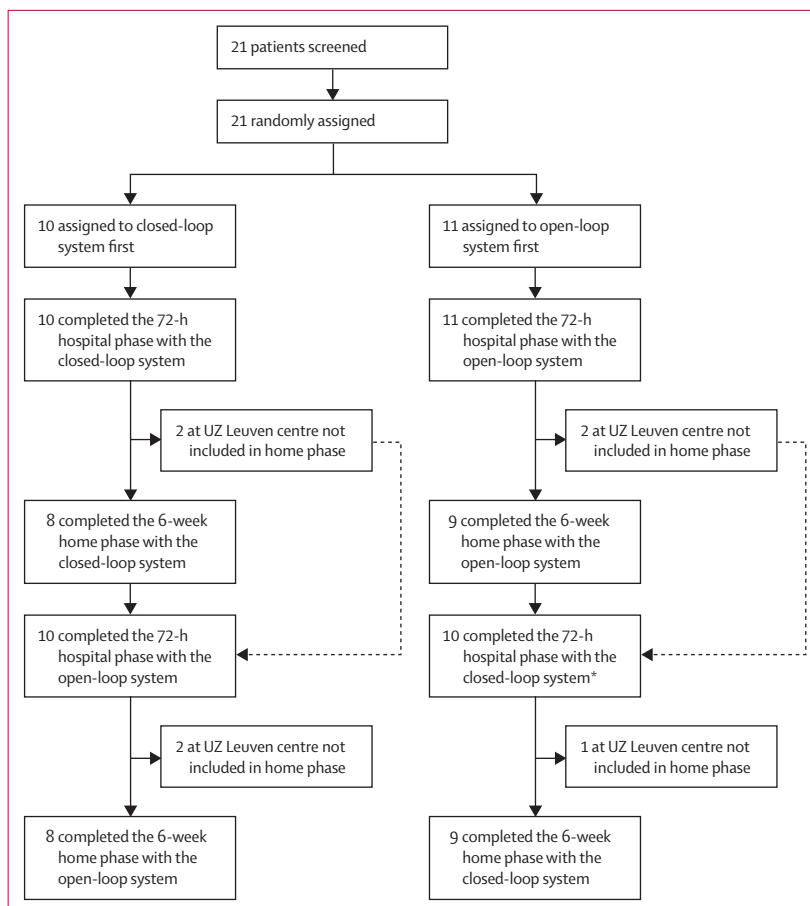 21 patients screened
21 randomly assigned
10 assigned to closed-loop
system first
11 assigned to open-loop
system first
10 completed the 72-h
hospital phase with the
closed-loop system
11 completed the 72-h
hospital phase with the
open-loop system
2 at UZ Leuven centre not
included in home phase
2 at UZ Leuven centre not
included in home phase
8 completed the 6-week
home phase with the
closed-loop system
9 completed the 6-week
home phase with the
open-loop system
10 completed the 72-h
hospital phase with the
open-loop system
10 completed the 72-h
hospital phase with the
closed-loop system*
2 at UZ Leuven centre not
included in home phase
1 at UZ Leuven centre not
included in home phase
8 completed the 6-week
home phase with the
open-loop system
9 completed the 6-week
home phase with the
closed-loop system